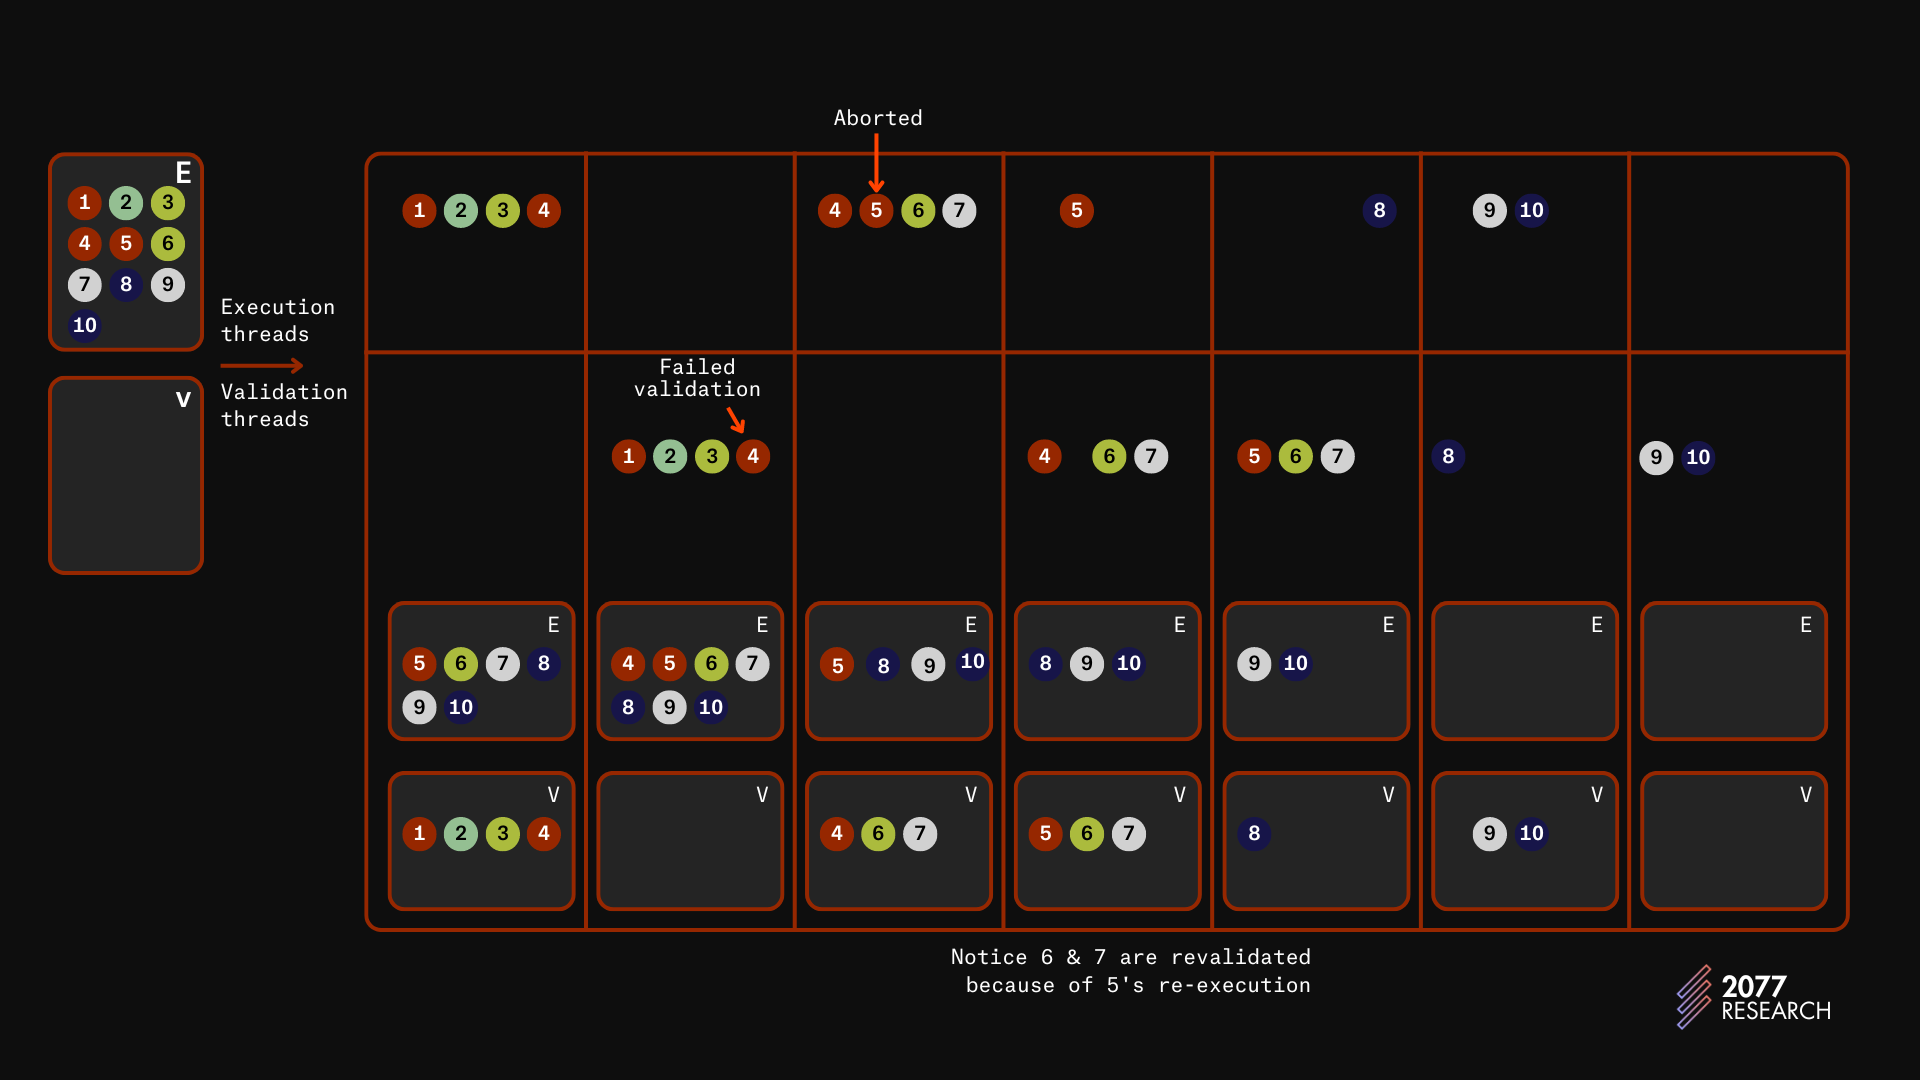 Aborted
E
1 2 3
4 5 6
7 8 9
10
V
Execution
threads
Validation
threads
1 2 3 4
4 5 6 7
5
8
9 10
Failed
validation
1 2 3 4
4 6 7
5 6 7
8
9 10
E
5 6 7 8
9 10
E
4 5 6 7
8 9 10
E
5 8 9 10
E
8 9 10
E
9 10
E
E
V
1 2 3 4
V
V
4 6 7
V
5 6 7
V
8
V
9 10
V
Notice 6 & 7 are revalidated
because of 5's re-execution
2077
RESEARCH